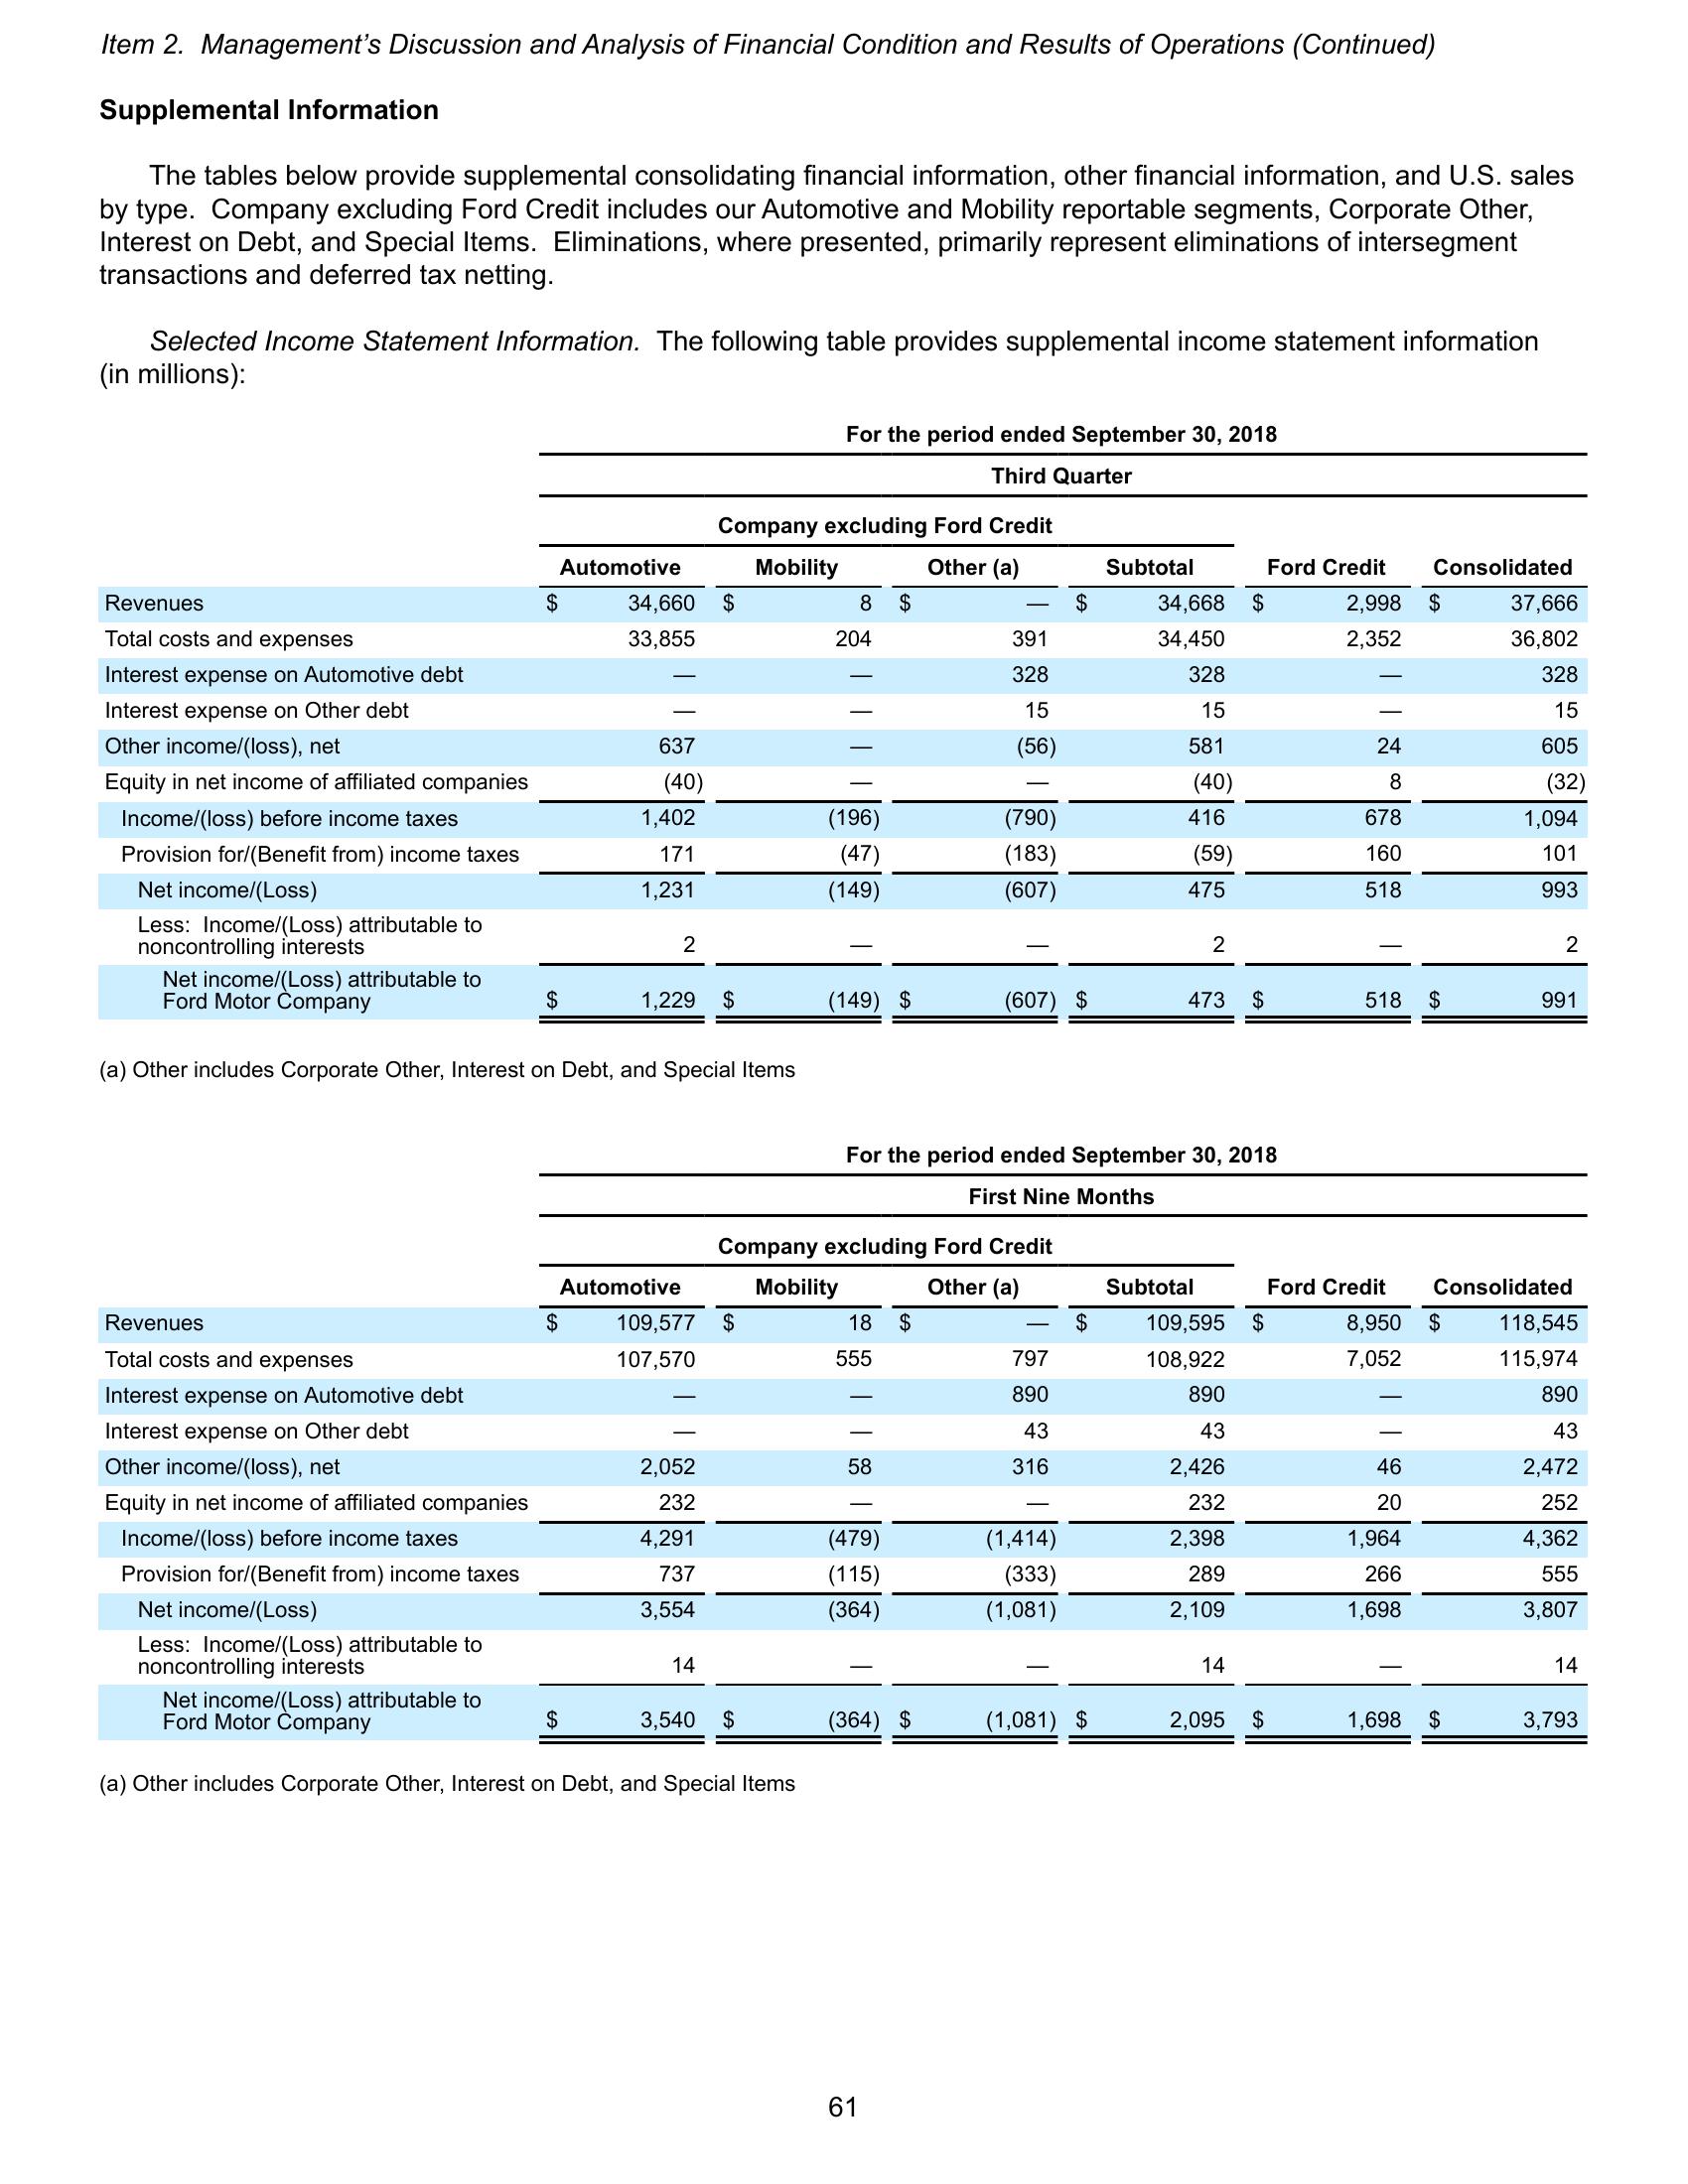 Item 2.  Management’s Discussion and Analysis of Financial Condition and Results of Operations (Continued)
Supplemental Information
The tables below provide supplemental consolidating financial information, other financial information, and U.S. sales
by type.  Company excluding Ford Credit includes our Automotive and Mobility reportable segments, Corporate Other,
Interest on Debt, and Special Items.  Eliminations, where presented, primarily represent eliminations of intersegment
transactions and deferred tax netting.
Selected Income Statement Information.  The following table provides supplemental income statement information
(in millions):
For the period ended September 30, 2018
Third Quarter
Company excluding Ford Credit
Automotive Mobility Other (a) Subtotal Ford Credit Consolidated
Revenues $ 34,660 $ 8 $ — $ 34,668 $ 2,998 $ 37,666
Total costs and expenses 33,855 204 391 34,450 2,352 36,802
Interest expense on Automotive debt — — 328 328 — 328
Interest expense on Other debt — — 15 15 — 15
Other income/(loss), net 637 — (56) 581 24 605
Equity in net income of affiliated companies (40) — — (40) 8 (32)
Income/(loss) before income taxes 1,402 (196) (790) 416 678 1,094
Provision for/(Benefit from) income taxes 171 (47) (183) (59) 160 101
Net income/(Loss) 1,231 (149) (607) 475 518 993
Less:  Income/(Loss) attributable to
noncontrolling interests 2 — — 2 — 2
Net income/(Loss) attributable to
Ford Motor Company $ 1,229 $ (149) $ (607) $ 473 $ 518 $ 991
(a) Other includes Corporate Other, Interest on Debt, and Special Items
For the period ended September 30, 2018
First Nine Months
Company excluding Ford Credit
Automotive Mobility Other (a) Subtotal Ford Credit Consolidated
Revenues $ 109,577 $ 18 $ — $ 109,595 $ 8,950 $ 118,545
Total costs and expenses 107,570 555 797 108,922 7,052 115,974
Interest expense on Automotive debt — — 890 890 — 890
Interest expense on Other debt — — 43 43 — 43
Other income/(loss), net 2,052 58 316 2,426 46 2,472
Equity in net income of affiliated companies 232 — — 232 20 252
Income/(loss) before income taxes 4,291 (479) (1,414) 2,398 1,964 4,362
Provision for/(Benefit from) income taxes 737 (115) (333) 289 266 555
Net income/(Loss) 3,554 (364) (1,081) 2,109 1,698 3,807
Less:  Income/(Loss) attributable to
noncontrolling interests 14 — — 14 — 14
Net income/(Loss) attributable to
Ford Motor Company $ 3,540 $ (364) $ (1,081) $ 2,095 $ 1,698 $ 3,793
(a) Other includes Corporate Other, Interest on Debt, and Special Items
61